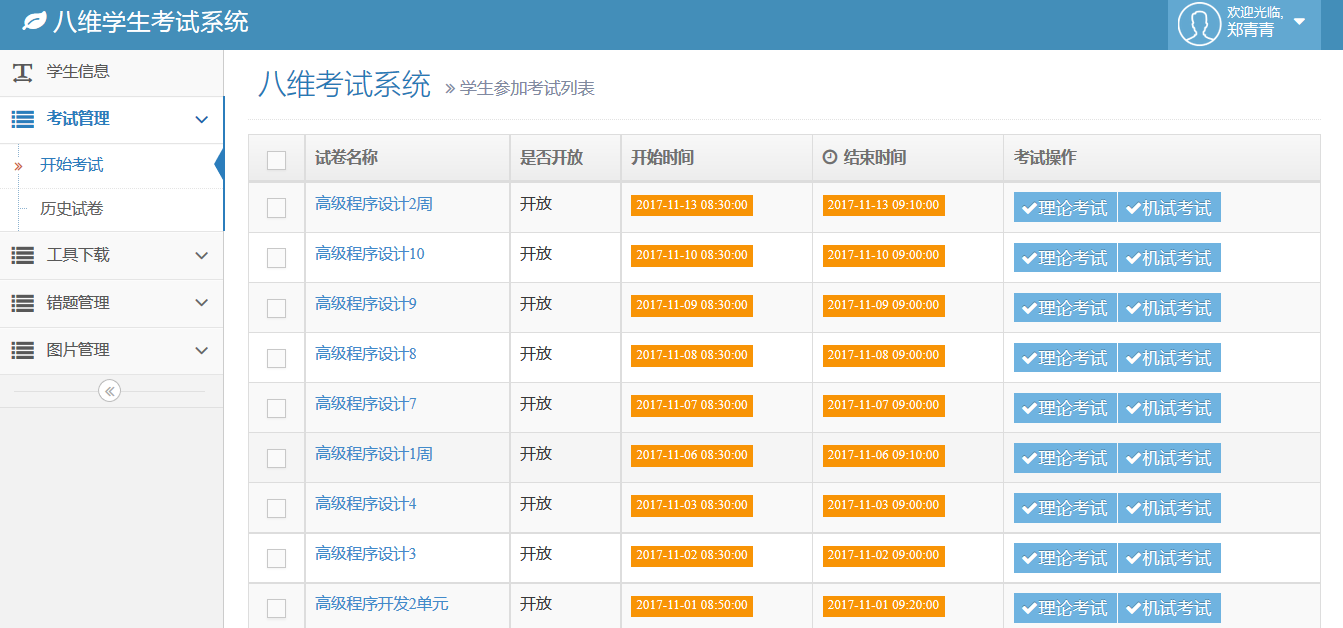 八维学生考试系统
欢迎光临,
郑青青
学生信息
考试管理
开始考试
历史试卷
工具下载
错题管理
图片管理
八维考试系统 » 学生参加考试列表
试卷名称 是否开放 开始时间 结束时间 考试操作
高级程序设计2周 开放 2017-11-13 08:30:00 2017-11-13 09:10:00 理论考试 机试考试
高级程序设计10 开放 2017-11-10 08:30:00 2017-11-10 09:00:00 理论考试 机试考试
高级程序设计9 开放 2017-11-09 08:30:00 2017-11-09 09:00:00 理论考试 机试考试
高级程序设计8 开放 2017-11-08 08:30:00 2017-11-08 09:00:00 理论考试 机试考试
高级程序设计7 开放 2017-11-07 08:30:00 2017-11-07 09:00:00 理论考试 机试考试
高级程序设计1周 开放 2017-11-06 08:30:00 2017-11-06 09:10:00 理论考试 机试考试
高级程序设计4 开放 2017-11-03 08:30:00 2017-11-03 09:00:00 理论考试 机试考试
高级程序设计3 开放 2017-11-02 08:30:00 2017-11-02 09:00:00 理论考试 机试考试
高级程序开发2单元 开放 2017-11-01 08:50:00 2017-11-01 09:20:00 理论考试 机试考试